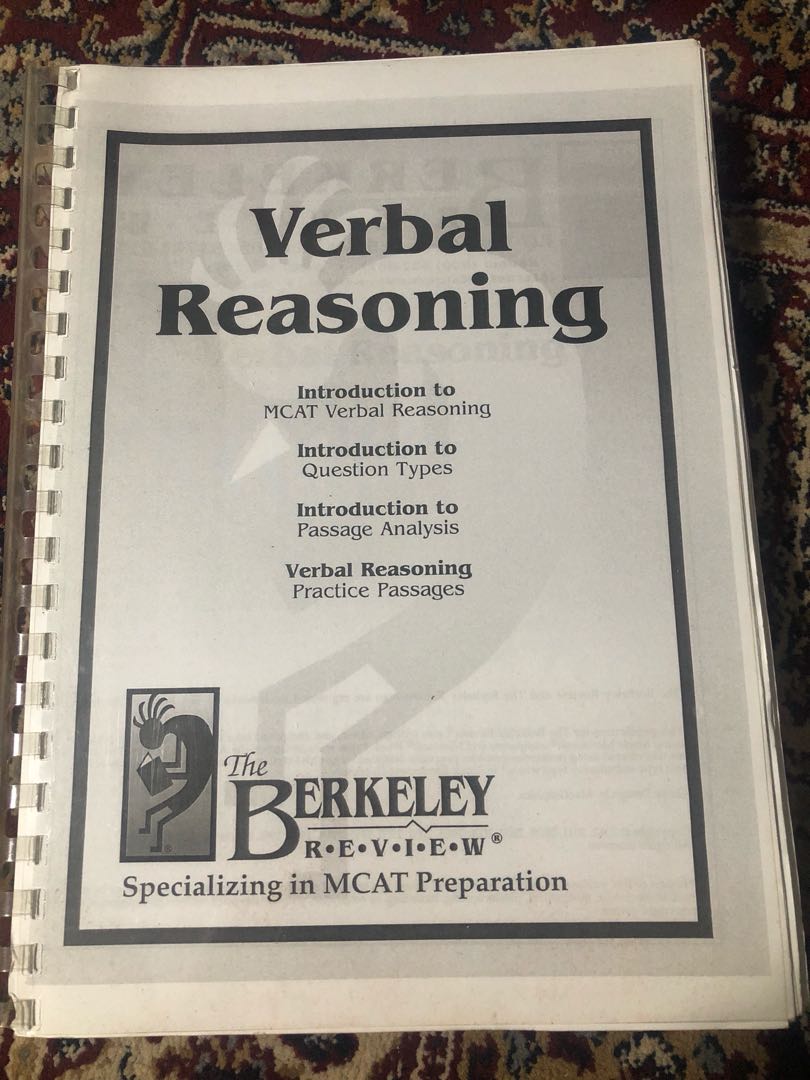 Verbal
Reasoning
Introduction to
MCAT Verbal Reasoning
Introduction to
Question Types
Introduction to
Passage Analysis
Verbal Reasoning
Practice Passages
The
BERKELEY
R•E•V•I•E•W®
Specializing in MCAT Preparation